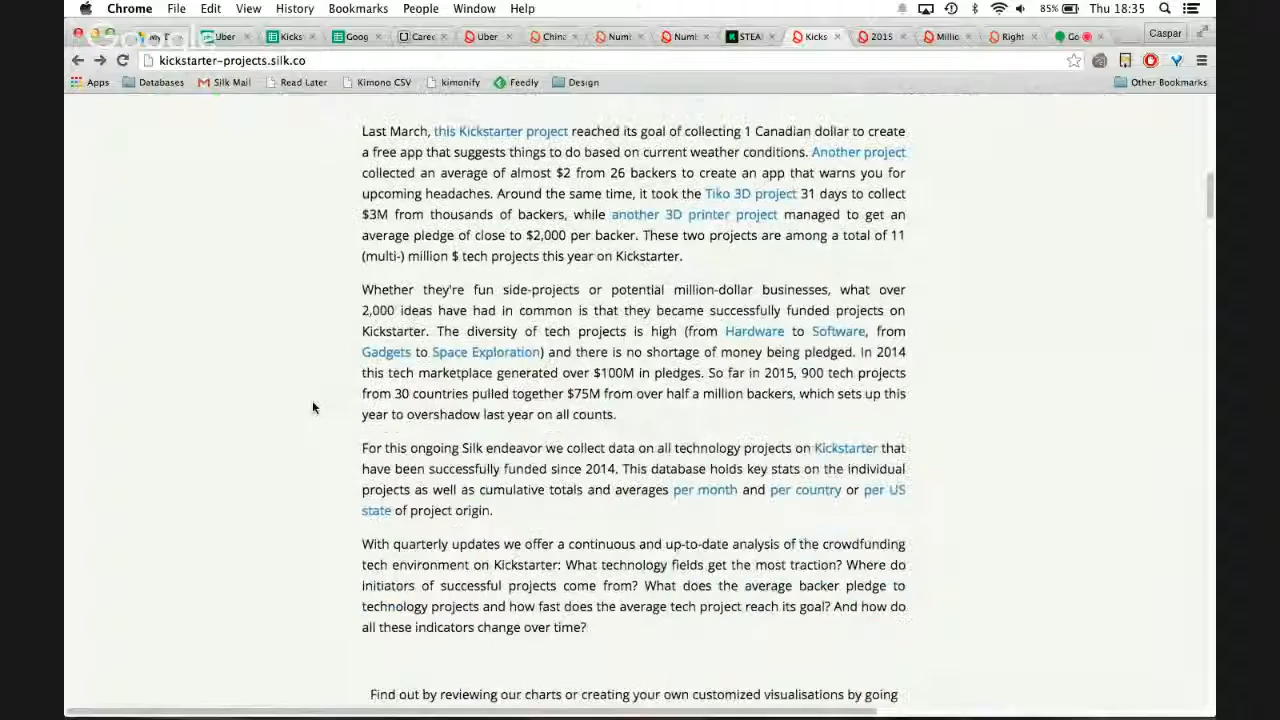 Chrome File Edit View History Bookmarks People Window Help 85% Thu 18:35
Uber Kicks Goog Caree Uber China Numl Numl STEA Kicks 2015 Millic Right Go Caspar
kickstarter-projects.silk.co
Apps Databases Silk Mail Read Later Kimono CSV kimonify Feedly Design Other Bookmarks
Last March, this Kickstarter project reached its goal of collecting 1 Canadian dollar to create
a free app that suggests things to do based on current weather conditions. Another project
collected an average of almost $2 from 26 backers to create an app that warns you for
upcoming headaches. Around the same time, it took the Tiko 3D project 31 days to collect
$3M from thousands of backers, while another 3D printer project managed to get an
average pledge of close to $2,000 per backer. These two projects are among a total of 11
(multi-) million $ tech projects this year on Kickstarter.
Whether they're fun side-projects or potential million-dollar businesses, what over
2,000 ideas have had in common is that they became successfully funded projects on
Kickstarter. The diversity of tech projects is high (from Hardware to Software, from
Gadgets to Space Exploration) and there is no shortage of money being pledged. In 2014
this tech marketplace generated over $100M in pledges. So far in 2015, 900 tech projects
from 30 countries pulled together $75M from over half a million backers, which sets up this
year to overshadow last year on all counts.
For this ongoing Silk endeavor we collect data on all technology projects on Kickstarter that
have been successfully funded since 2014. This database holds key stats on the individual
projects as well as cumulative totals and averages per month and per country or per US
state of project origin.
With quarterly updates we offer a continuous and up-to-date analysis of the crowdfunding
tech environment on Kickstarter: What technology fields get the most traction? Where do
initiators of successful projects come from? What does the average backer pledge to
technology projects and how fast does the average tech project reach its goal? And how do
all these indicators change over time?
Find out by reviewing our charts or creating your own customized visualisations by going